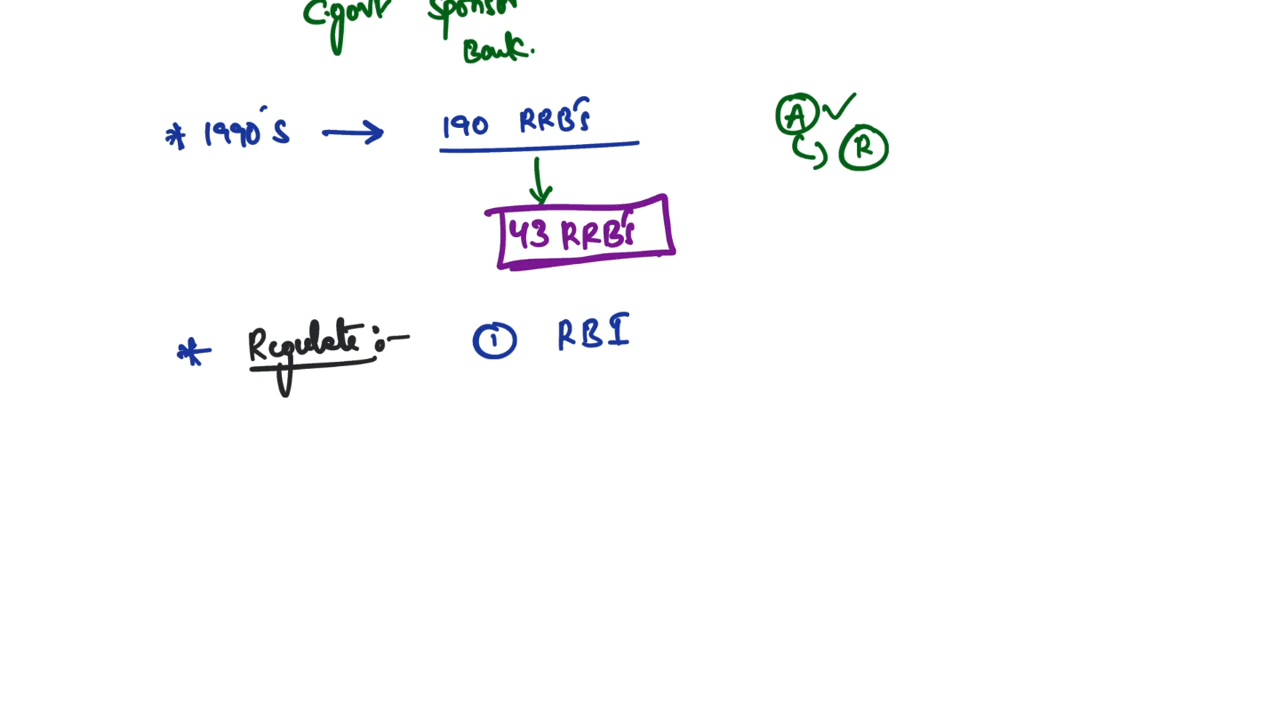 C.govt Sponsor
Bank.
* 1990's → 190 RRB's
A ✓
R
↓
43 RRB's
* Regulate :- ① RBI